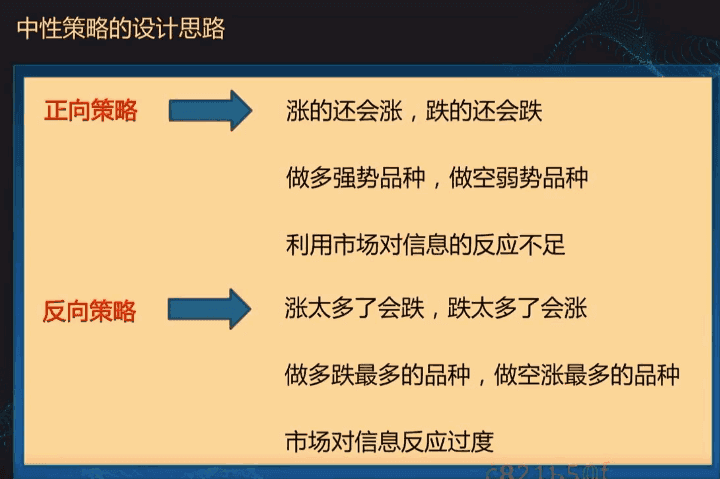 中性策略的设计思路
正向策略
涨的还会涨，跌的还会跌
做多强势品种，做空弱势品种
利用市场对信息的反应不足
反向策略
涨太多了会跌，跌太多了会涨
做多跌最多的品种，做空涨最多的品种
市场对信息反应过度